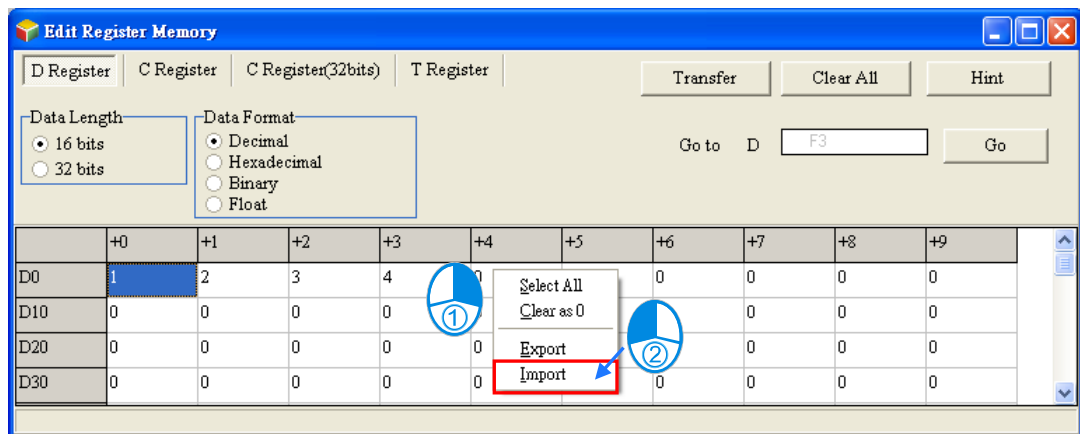 Edit Register Memory
D Register C Register C Register(32bits) T Register Transfer Clear All Hint
Data Length Data Format
16 bits Decimal Go to D F3 Go
32 bits Hexadecimal
Binary
Float
+0 +1 +2 +3 +4 +5 +6 +7 +8 +9
D0 1 2 3 4 0 0 0 0 0
Select All
D10 0 0 0 0 0 0 0 0
① Clear as 0
D20 0 0 0 0 0 0 0 0
Export ②
D30 0 0 0 0 0 0 0 0 0
Import